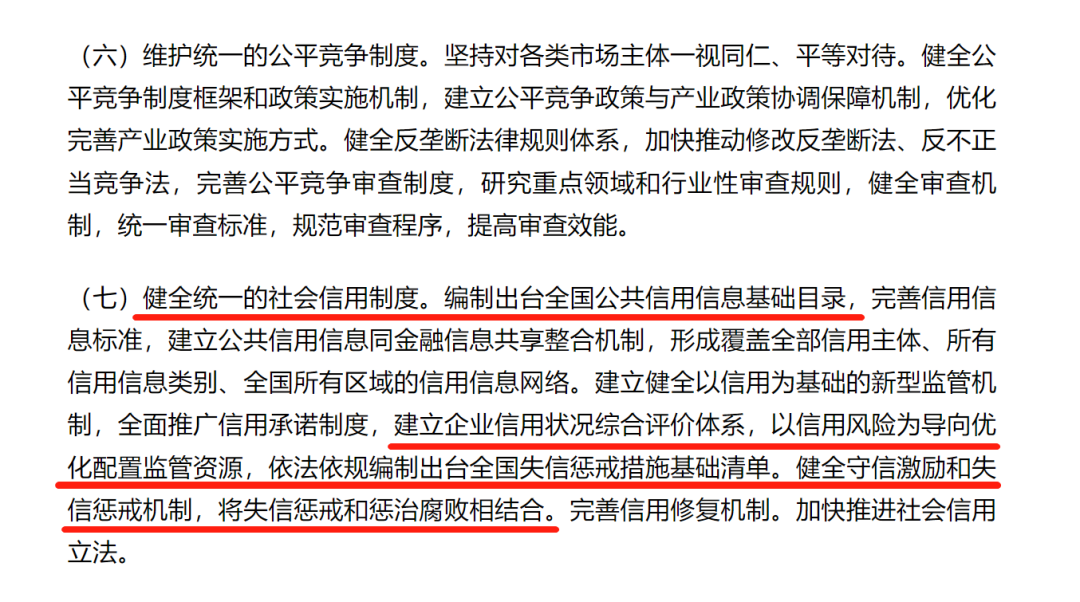 （六）维护统一的公平竞争制度。坚持对各类市场主体一视同仁、平等对待。健全公
平竞争制度框架和政策实施机制，建立公平竞争政策与产业政策协调保障机制，优化
完善产业政策实施方式。健全反垄断法律规则体系，加快推动修改反垄断法、反不正
当竞争法，完善公平竞争审查制度，研究重点领域和行业性审查规则，健全审查机
制，统一审查标准，规范审查程序，提高审查效能。
（七）健全统一的社会信用制度。编制出台全国公共信用信息基础目录，完善信用信
息标准，建立公共信用信息同金融信息共享整合机制，形成覆盖全部信用主体、所有
信用信息类别、全国所有区域的信用信息网络。建立健全以信用为基础的新型监管机
制，全面推广信用承诺制度，建立企业信用状况综合评价体系，以信用风险为导向优
化配置监管资源，依法依规编制出台全国失信惩戒措施基础清单。健全守信激励和失
信惩戒机制，将失信惩戒和惩治腐败相结合。完善信用修复机制。加快推进社会信用
立法。